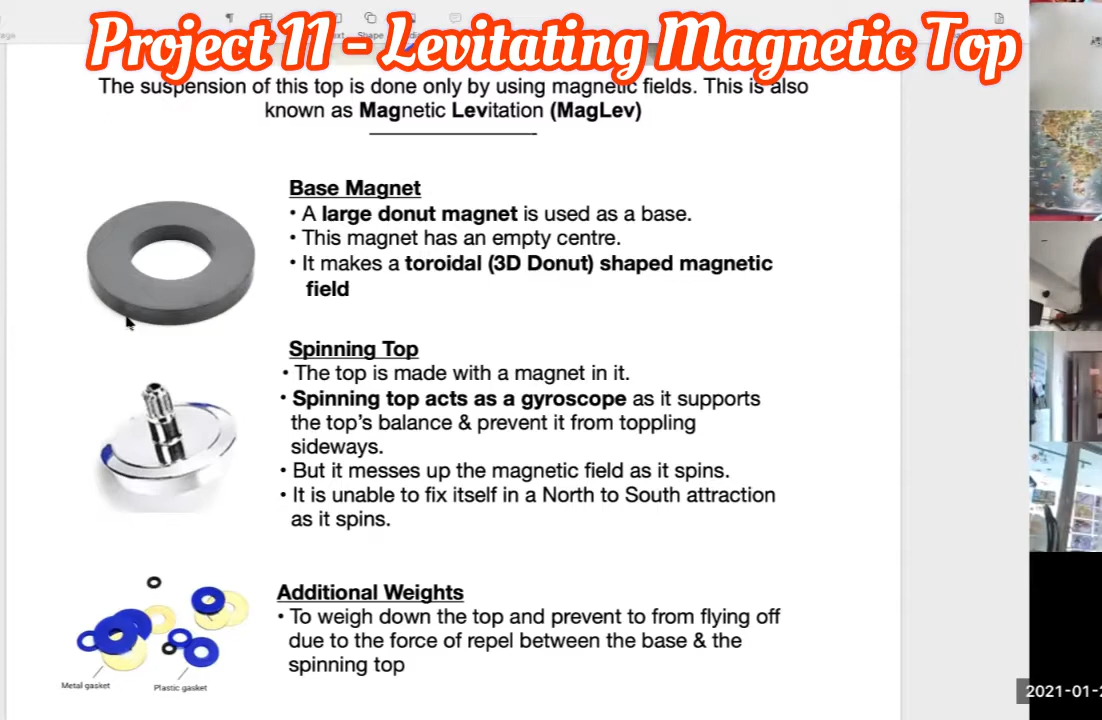 Project 11 - Levitating Magnetic Top
Shape
The suspension of this top is done only by using magnetic fields. This is also
known as Magnetic Levitation (MagLev)
Base Magnet
• A large donut magnet is used as a base.
• This magnet has an empty centre.
• It makes a toroidal (3D Donut) shaped magnetic
field
Spinning Top
• The top is made with a magnet in it.
• Spinning top acts as a gyroscope as it supports
the top's balance & prevent it from toppling
sideways.
• But it messes up the magnetic field as it spins.
• It is unable to fix itself in a North to South attraction
as it spins.
Additional Weights
• To weigh down the top and prevent to from flying off
due to the force of repel between the base & the
spinning top
Metal gasket
Plastic gasket
2021-01-2